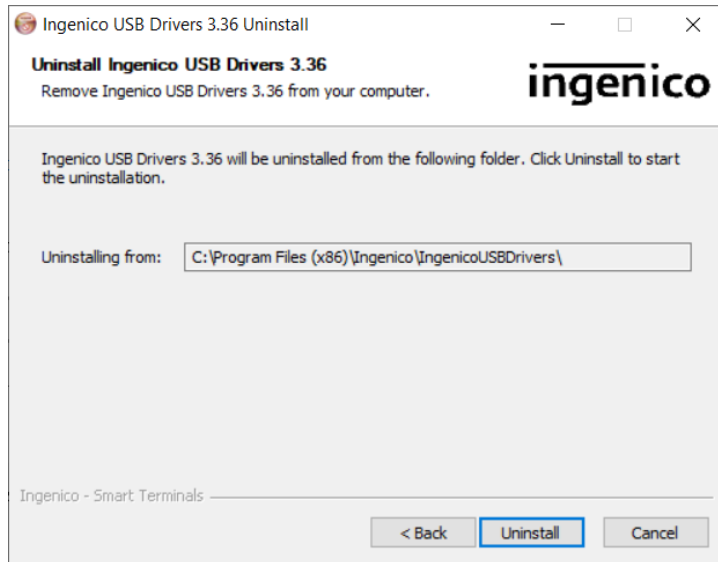 Ingenico USB Drivers 3.36 Uninstall
Uninstall Ingenico USB Drivers 3.36
Remove Ingenico USB Drivers 3.36 from your computer.
ingenico
Ingenico USB Drivers 3.36 will be uninstalled from the following folder. Click Uninstall to start
the uninstallation.
Uninstalling from: C:\Program Files (x86)\Ingenico\IngenicoUSBDrivers\
Ingenico - Smart Terminals
< Back Uninstall Cancel